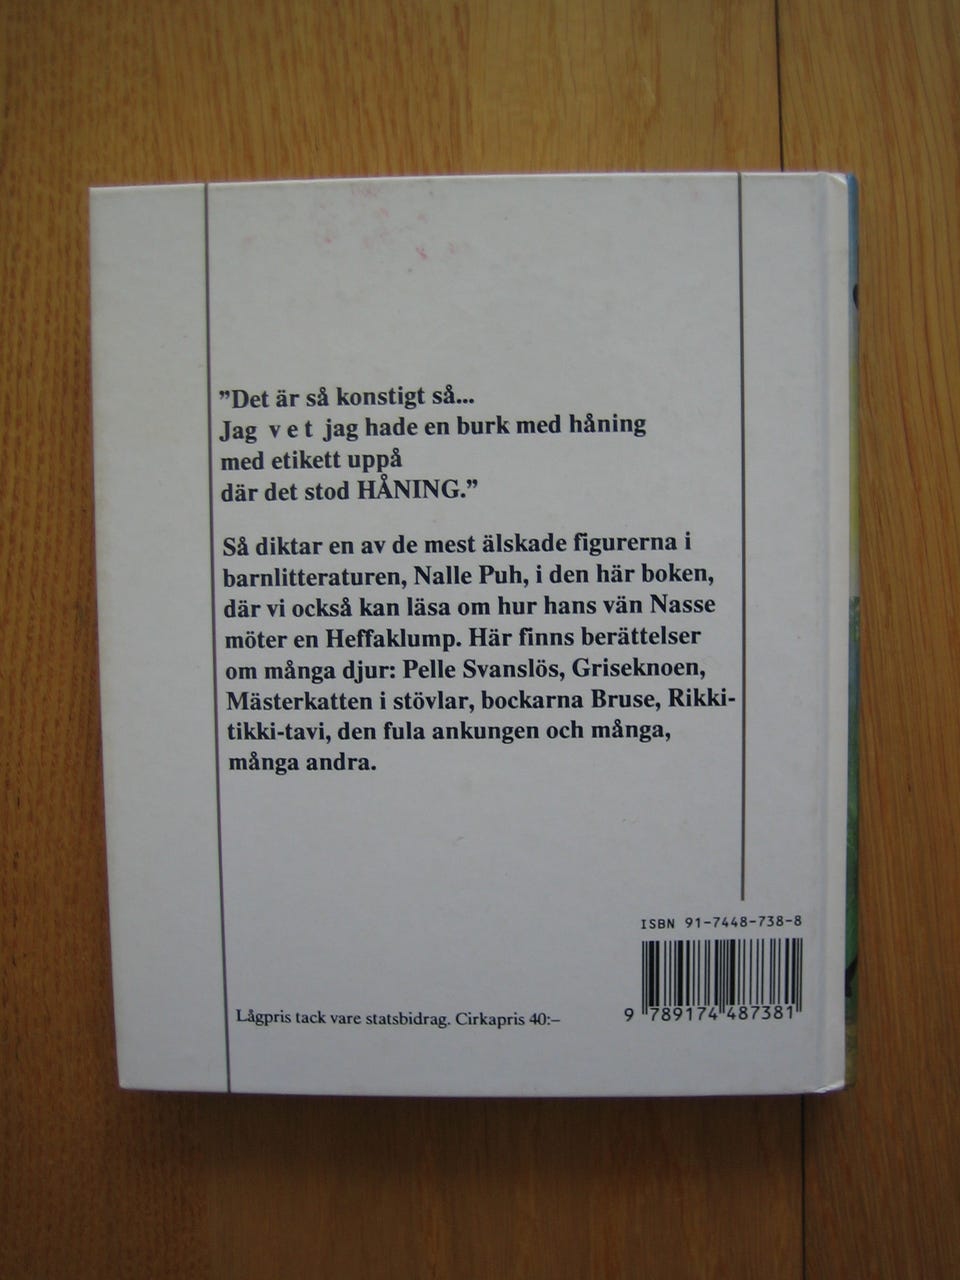 ”Det är så konstigt så...
Jag v e t jag hade en burk med håning
med etikett uppå
där det stod HÅNING.”
Så diktar en av de mest älskade figurerna i
barnlitteraturen, Nalle Puh, i den här boken,
där vi också kan läsa om hur hans vän Nasse
möter en Heffaklump. Här finns berättelser
om många djur: Pelle Svanslös, Griseknoen,
Mästerkatten i stövlar, bockarna Bruse, Rikki-
tikki-tavi, den fula ankungen och många,
många andra.
ISBN 91-7448-738-8
9 789174 487381
Lågpris tack vare statsbidrag. Cirkapris 40:–